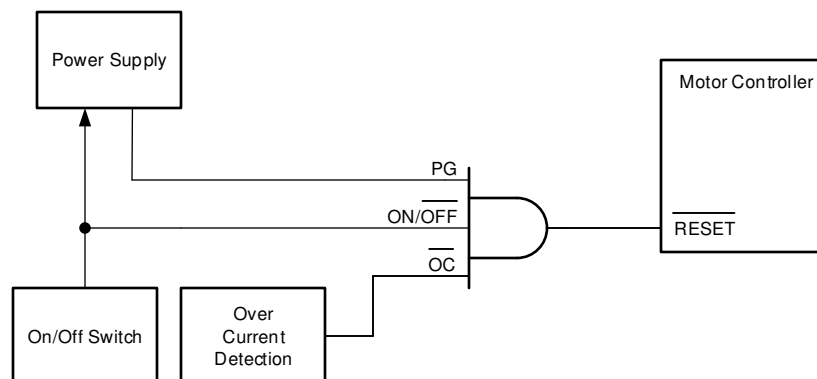 Power Supply
Motor Controller
PG
ON/OFF
OC
RESET
On/Off Switch
Over
Current
Detection